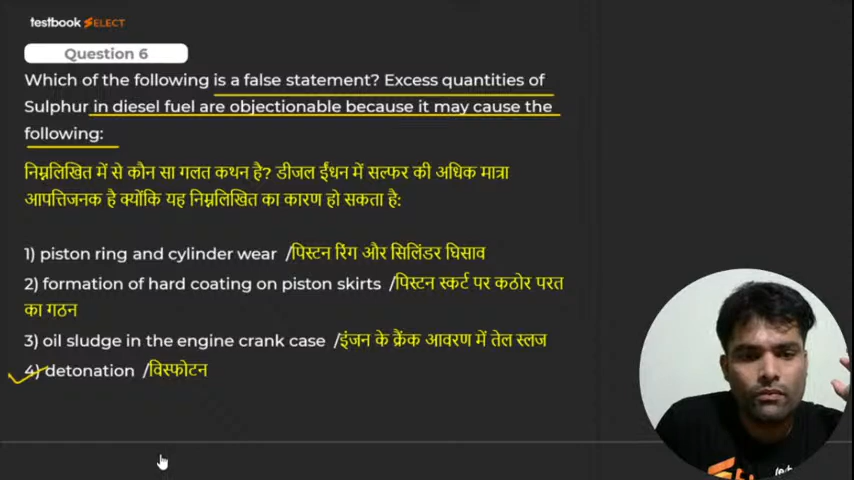 testbook SELECT
Question 6
Which of the following is a false statement? Excess quantities of
Sulphur in diesel fuel are objectionable because it may cause the
following:
निम्नलिखित में से कौन सा गलत कथन है? डीजल ईंधन में सल्फर की अधिक मात्रा
आपत्तिजनक है क्योंकि यह निम्नलिखित का कारण हो सकता है:
1) piston ring and cylinder wear /पिस्टन रिंग और सिलिंडर घिसाव
2) formation of hard coating on piston skirts /पिस्टन स्कर्ट पर कठोर परत
का गठन
3) oil sludge in the engine crank case /इंजन के क्रैंक आवरण में तेल स्लज
4) detonation /विस्फोटन